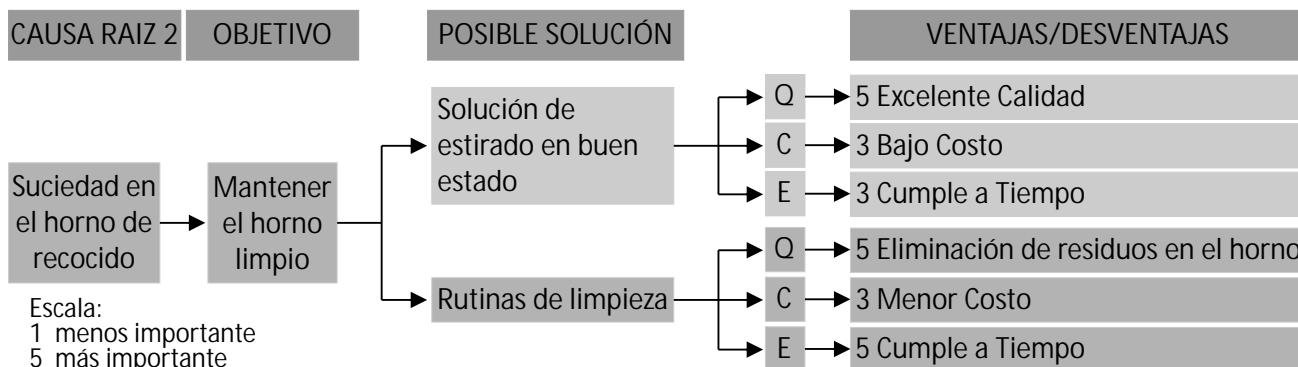 CAUSA RAIZ 2
OBJETIVO
POSIBLE SOLUCIÓN
VENTAJAS/DESVENTAJAS
Suciedad en
el horno de
recocido
Mantener
el horno
limpio
Solución de
estirado en buen
estado
Q
5 Excelente Calidad
C
3 Bajo Costo
E
3 Cumple a Tiempo
Rutinas de limpieza
Q
5 Eliminación de residuos en el horno
C
3 Menor Costo
E
5 Cumple a Tiempo
Escala:
1 menos importante
5 más importante